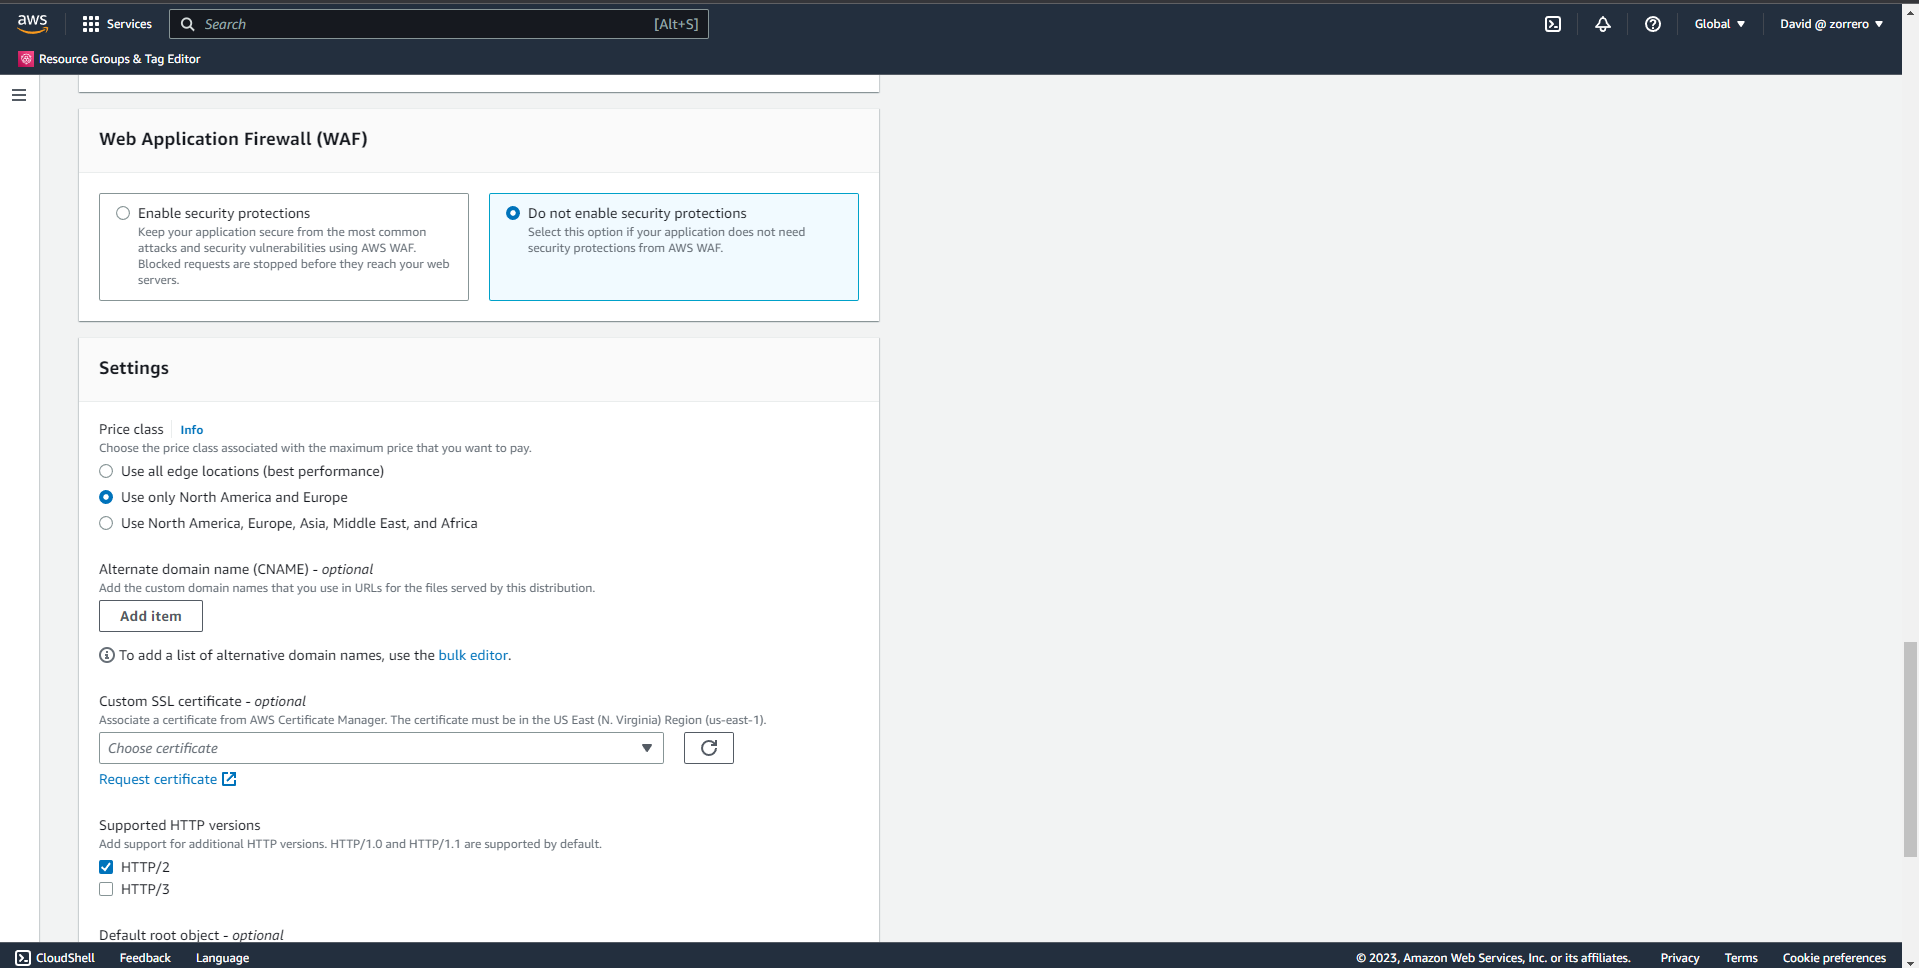 aws
Services
Search
[Alt+S]
Global
David @ zorrero
Resource Groups & Tag Editor
Web Application Firewall (WAF)
Enable security protections
Keep your application secure from the most common
attacks and security vulnerabilities using AWS WAF.
Blocked requests are stopped before they reach your web
servers.
Do not enable security protections
Select this option if your application does not need
security protections from AWS WAF.
Settings
Price class
Info
Choose the price class associated with the maximum price that you want to pay.
Use all edge locations (best performance)
Use only North America and Europe
Use North America, Europe, Asia, Middle East, and Africa
Alternate domain name (CNAME) - optional
Add the custom domain names that you use in URLs for the files served by this distribution.
Add item
To add a list of alternative domain names, use the bulk editor.
Custom SSL certificate - optional
Associate a certificate from AWS Certificate Manager. The certificate must be in the US East (N. Virginia) Region (us-east-1).
Choose certificate
Request certificate
Supported HTTP versions
Add support for additional HTTP versions. HTTP/1.0 and HTTP/1.1 are supported by default.
HTTP/2
HTTP/3
Default root object - optional
CloudShell
Feedback
Language
© 2023, Amazon Web Services, Inc. or its affiliates.
Privacy
Terms
Cookie preferences